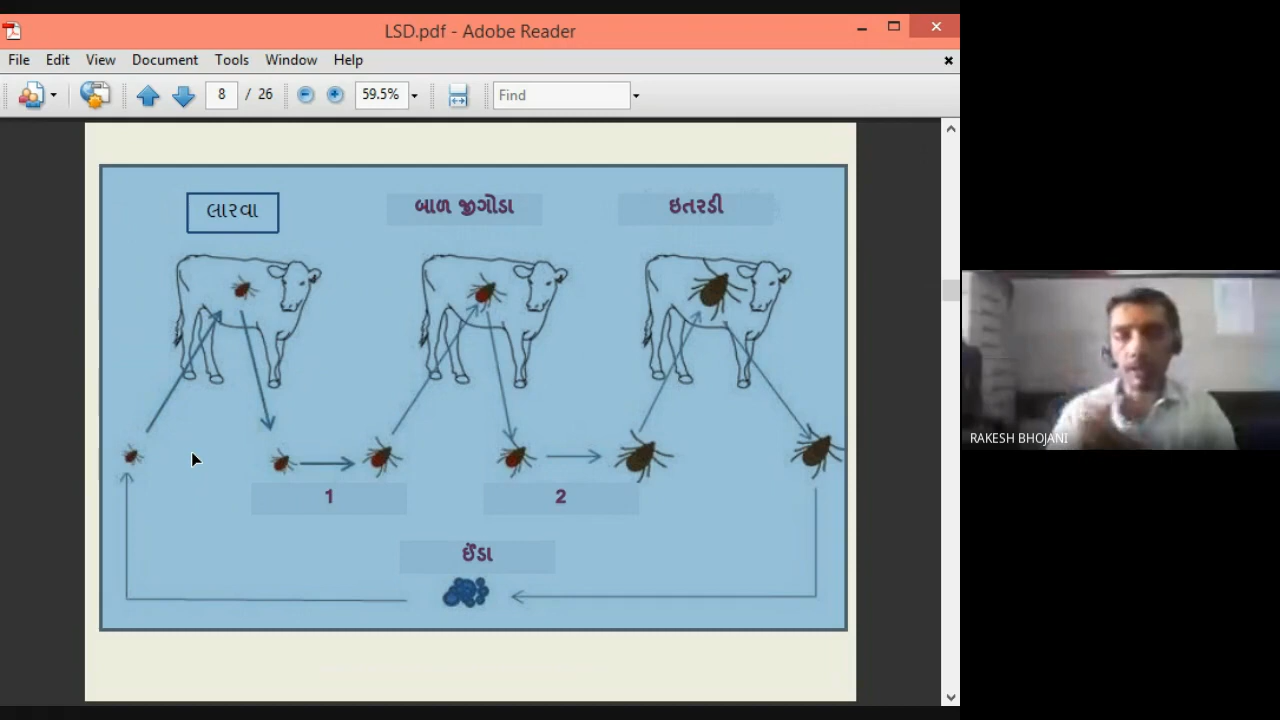 LSD.pdf - Adobe Reader
File Edit View Document Tools Window Help
8 / 26 59.5% Find
લારવા
બાળ જીગોડા
ઇતરડી
1
2
ઈંડા
RAKESH BHOJANI